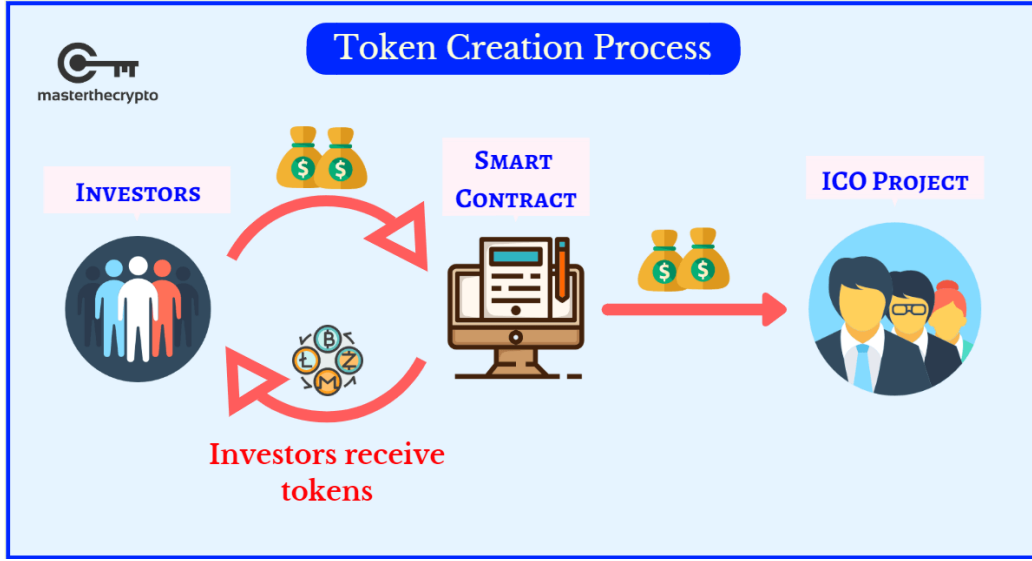 Token Creation Process
masterthecrypto
Investors
Smart
Contract
ICO Project
$ $
$ $
Ƀ
Ł
Ż
M
Investors receive
tokens